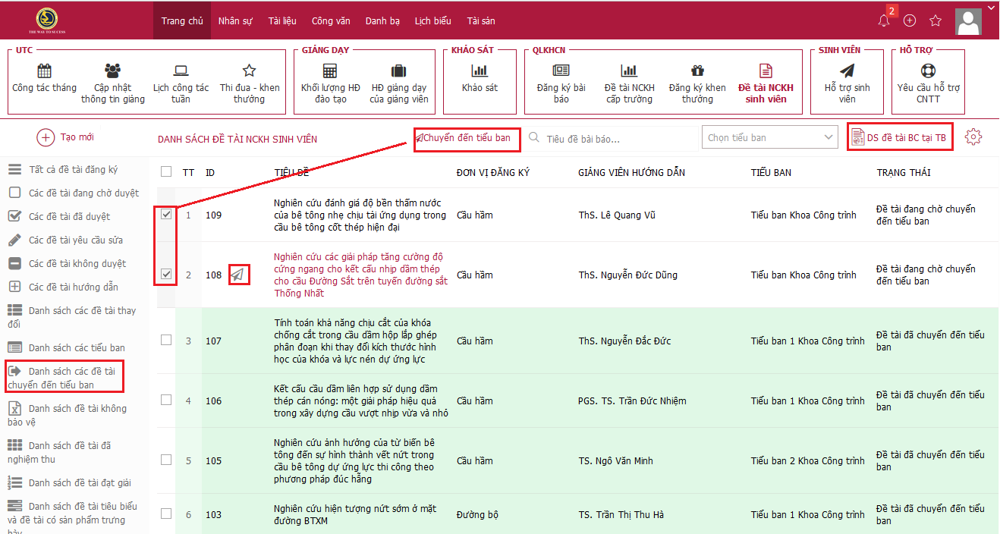 THE WAY TO SUCESS
Trang chủ Nhân sự Tài liệu Công văn Danh bạ Lịch biểu Tài sản 2
UTC GIẢNG DẠY KHẢO SÁT QLKHCN SINH VIÊN HỖ TRỢ
Công tác tháng Cập nhật Lịch công tác Thi đua - khen Khối lượng HĐ HĐ giảng dạy Khảo sát Đăng ký bài Đề tài NCKH Đăng ký khen Đề tài NCKH Hỗ trợ sinh Yêu cầu hỗ trợ
thông tin giảng tuần thưởng đào tạo của giảng viên báo cấp trường thưởng sinh viên viên CNTT
Tạo mới DANH SÁCH ĐỀ TÀI NCKH SINH VIÊN Chuyển đến tiểu ban Tiêu đề bài báo... Chọn tiểu ban DS đề tài BC tại TB
Tất cả đề tài đăng ký
Các đề tài đang chờ duyệt
Các đề tài đã duyệt
Các đề tài yêu cầu sửa
Các đề tài không duyệt
Các đề tài hướng dẫn
Danh sách các đề tài thay
đổi
Danh sách các tiểu ban
Danh sách các đề tài
chuyển đến tiểu ban
Danh sách đề tài không
bảo vệ
Danh sách đề tài đã
nghiệm thu
Danh sách đề tài đạt giải
Danh sách đề tài tiêu biểu
và đề tài có sản phẩm trưng
bày
TT ID TIÊU ĐỀ ĐƠN VỊ ĐĂNG KÝ GIẢNG VIÊN HƯỚNG DẪN TIỂU BAN TRẠNG THÁI
Nghiên cứu đánh giá độ bền thấm nước
1 109 của bê tông nhẹ chịu tải ứng dụng trong Cầu hầm ThS. Lê Quang Vũ Tiểu ban Khoa Công trình Đề tài đang chờ chuyển
cầu bê tông cốt thép hiện đại đến tiểu ban
Nghiên cứu các giải pháp tăng cường độ
cứng ngang cho kết cấu nhịp dầm thép Đề tài đang chờ chuyển
2 108 cho cầu Đường Sắt trên tuyến đường sắt Cầu hầm ThS. Nguyễn Đức Dũng Tiểu ban Khoa Công trình đến tiểu ban
Thống Nhất
Tính toán khả năng chịu cắt của khóa
chống cắt trong cầu dầm hộp lắp ghép Đề tài đã chuyển đến tiểu
3 107 phân đoạn khi thay đổi kích thước hình Cầu hầm ThS. Nguyễn Đắc Đức Tiểu ban 1 Khoa Công trình ban
học của khóa và lực nén dự ứng lực
Kết cấu cầu dầm liên hợp sử dụng dầm
4 106 thép cán nóng: một giải pháp hiệu quả Cầu hầm PGS. TS. Trần Đức Nhiệm Tiểu ban 1 Khoa Công trình Đề tài đã chuyển đến tiểu
trong xây dựng cầu vượt nhịp vừa và nhỏ ban
Nghiên cứu ảnh hưởng của từ biến bê
tông đến sự hình thành vết nứt trong Đề tài đã chuyển đến tiểu
5 105 cầu bê tông dự ứng lực thi công theo Cầu hầm TS. Ngô Văn Minh Tiểu ban 2 Khoa Công trình ban
phương pháp đúc hẫng
6 103 Nghiên cứu hiện tượng nứt sớm ở mặt Đường bộ TS. Trần Thị Thu Hà Tiểu ban 1 Khoa Công trình Đề tài đã chuyển đến tiểu
đường BTXM ban